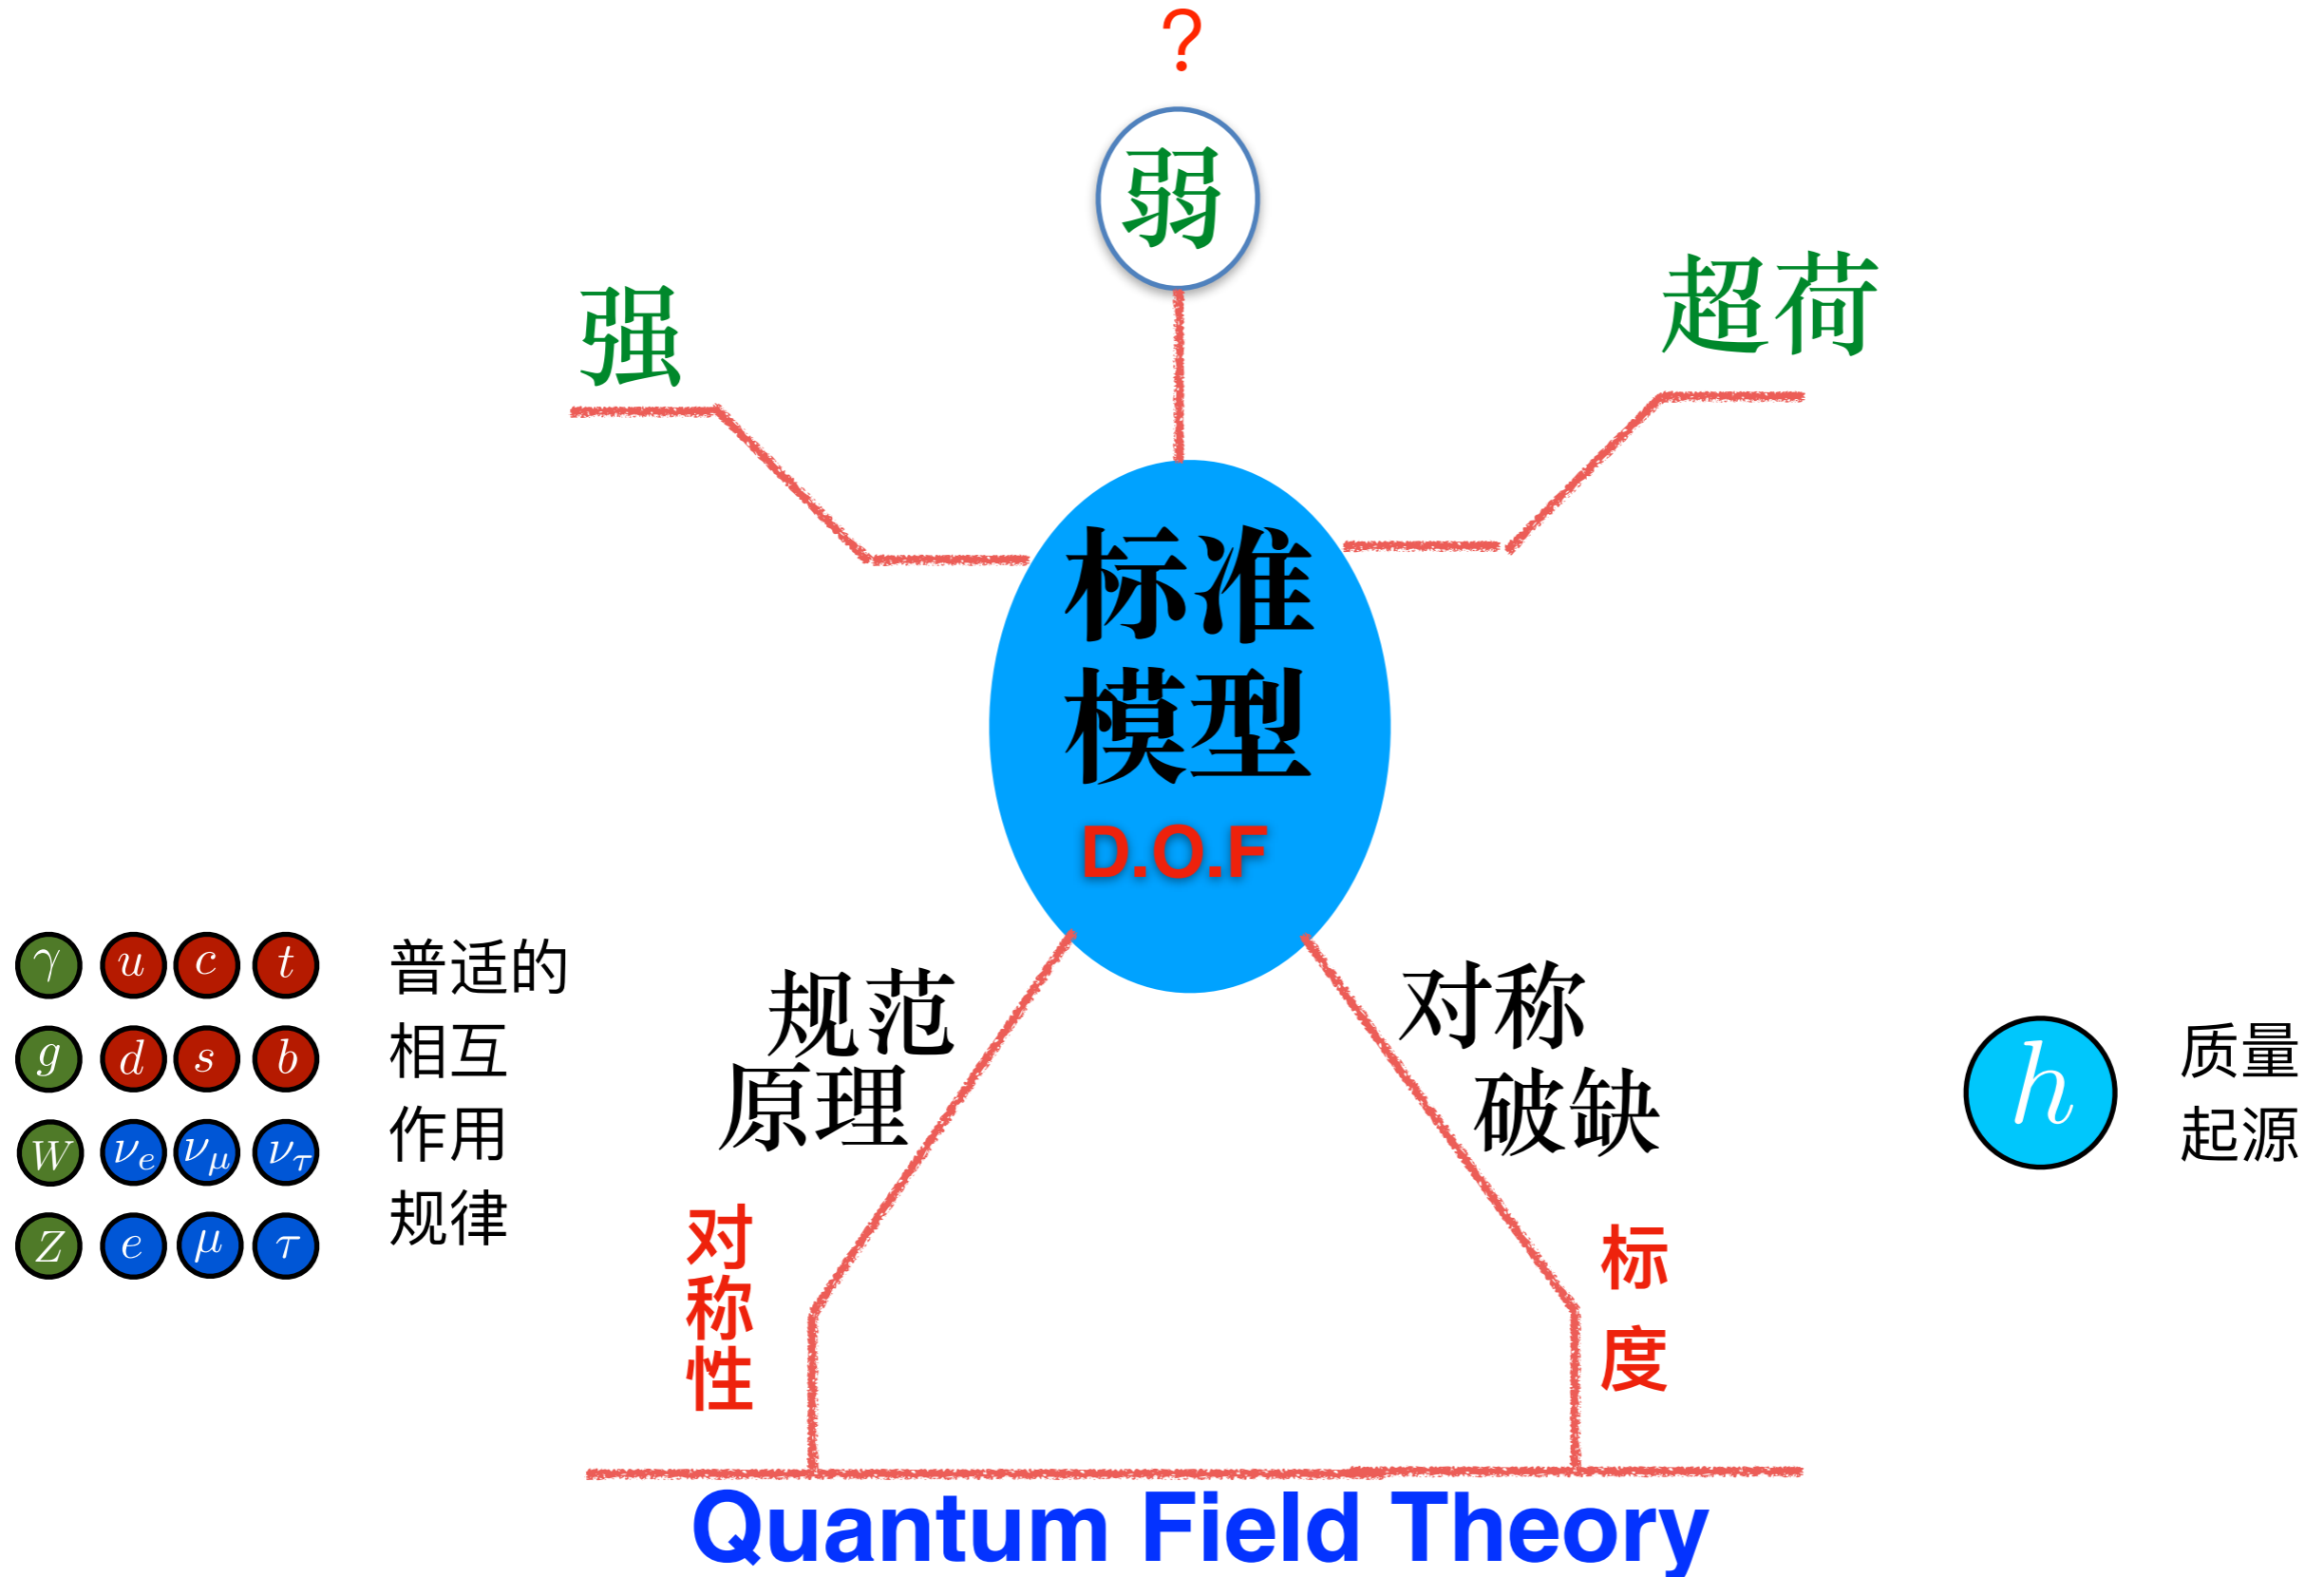 ?
弱
强
超荷
标准
模型
D.O.F
γ u c t
g d s b
W νe νμ ντ
Z e μ τ
普适的
相互
作用
规律
规范
原理
对称
破缺
h
质量
起源
对称性
标度
Quantum Field Theory